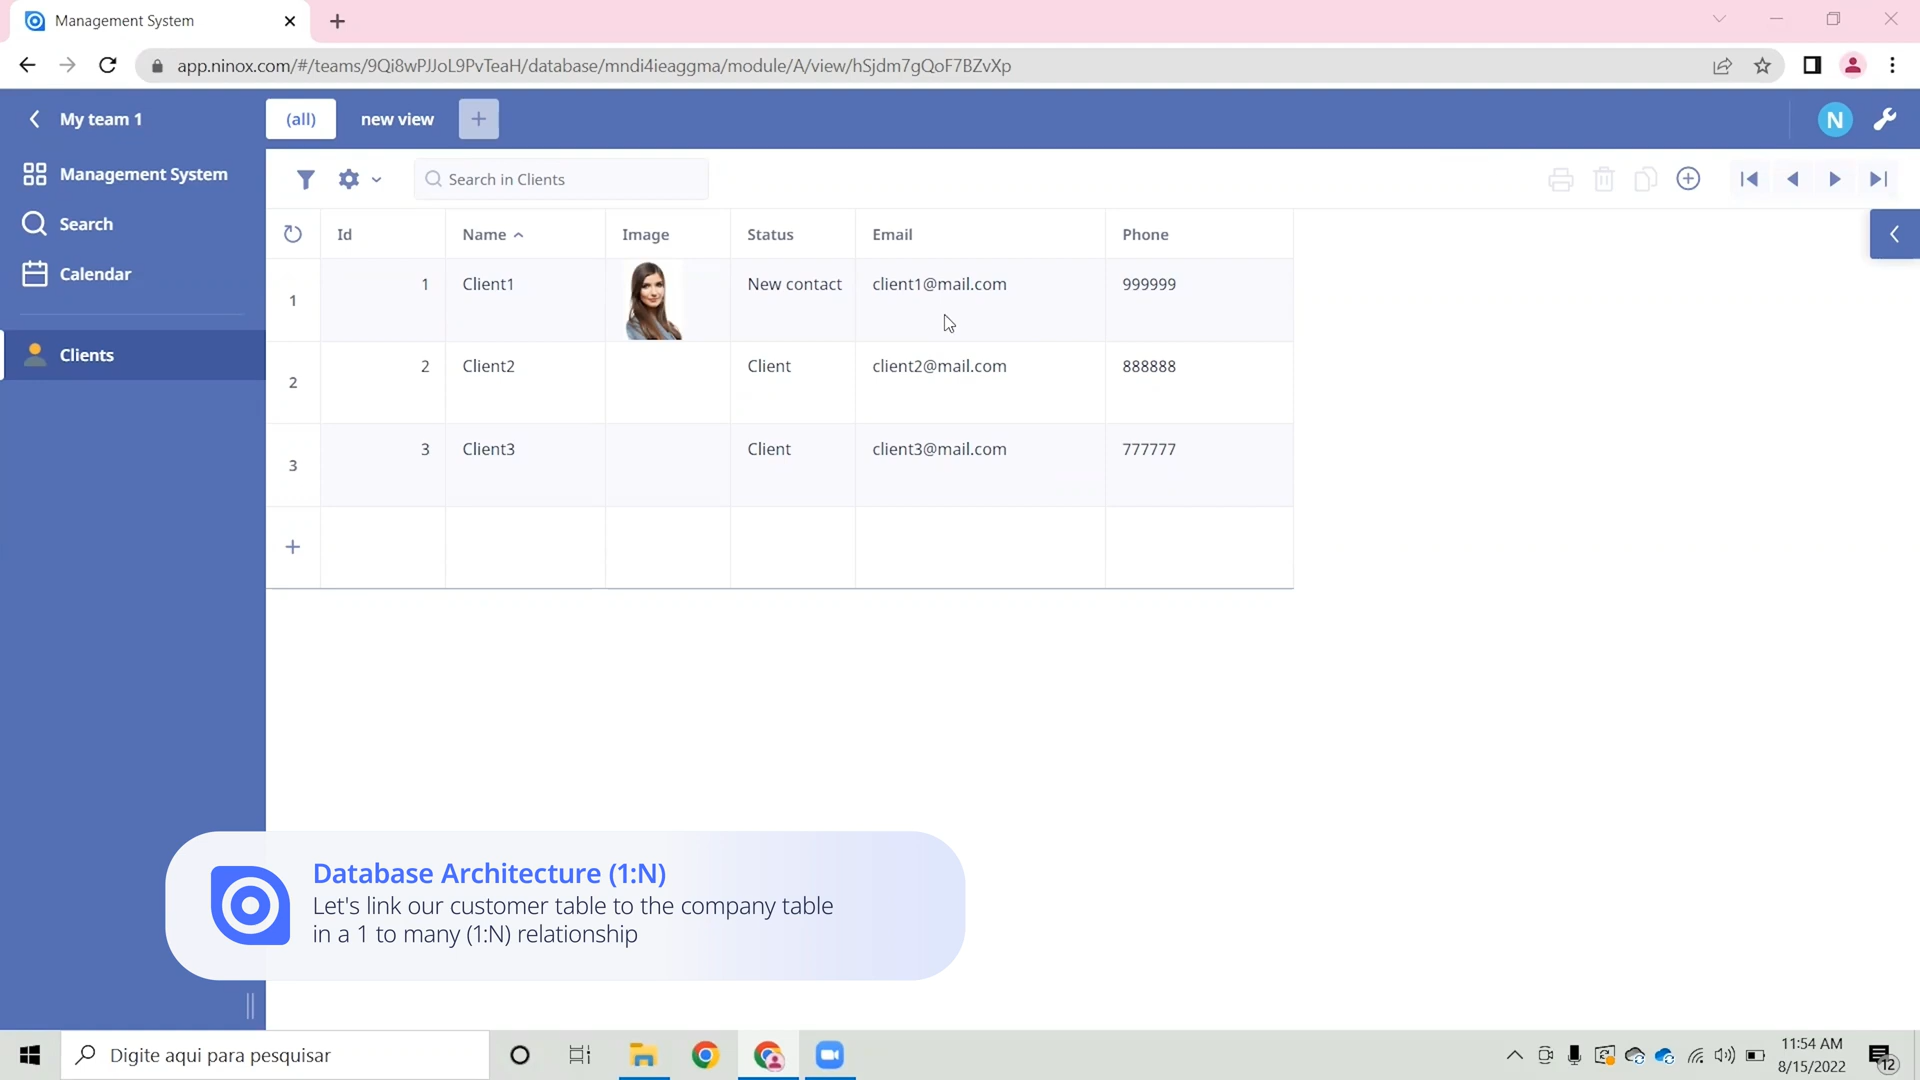 Management System
app.ninox.com/#/teams/9Qi8wPJJoL9PvTeaH/database/mndi4ieaggma/module/A/view/hSjdm7gQoF7BZvXp
My team 1
(all)
new view
N
Management System
Search in Clients
Search
Calendar
Clients
Id Name Image Status Email Phone
1 1 Client1 New contact client1@mail.com 999999
2 2 Client2 Client client2@mail.com 888888
3 3 Client3 Client client3@mail.com 777777
Database Architecture (1:N)
Let's link our customer table to the company table
in a 1 to many (1:N) relationship
Digite aqui para pesquisar
11:54 AM
8/15/2022
12